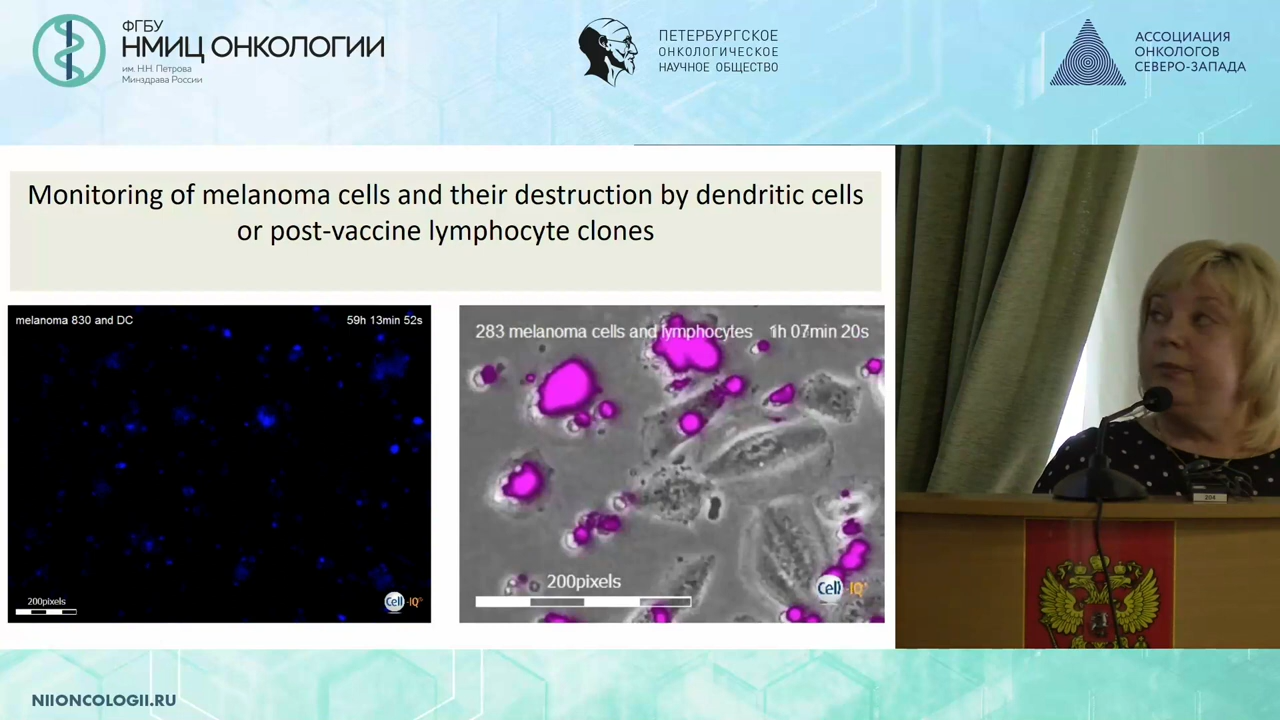 ФГБУ
НМИЦ ОНКОЛОГИИ
им. Н.Н. Петрова
Минздрава России
ПЕТЕРБУРГСКОЕ
ОНКОЛОГИЧЕСКОЕ
НАУЧНОЕ ОБЩЕСТВО
АССОЦИАЦИЯ
ОНКОЛОГОВ
СЕВЕРО-ЗАПАДА
Monitoring of melanoma cells and their destruction by dendritic cells
or post-vaccine lymphocyte clones
melanoma 830 and DC 59h 13min 52s
200pixels
Cell-IQ
283 melanoma cells and lymphocytes 1h 07min 20s
200pixels
Cell-IQ
204
NIIONCOLOGII.RU